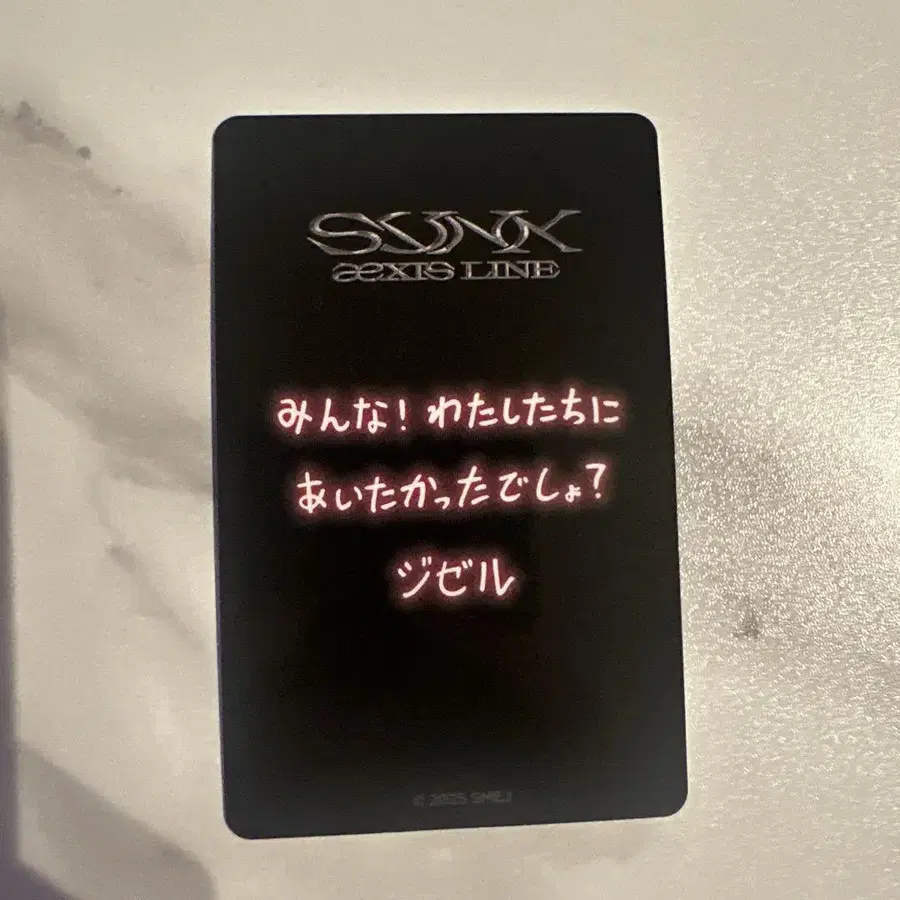 SYNK
æXIS LINE
みんな! わたしたちに
あいたかったでしょ?
ジゼル
© 2025 SMEJ